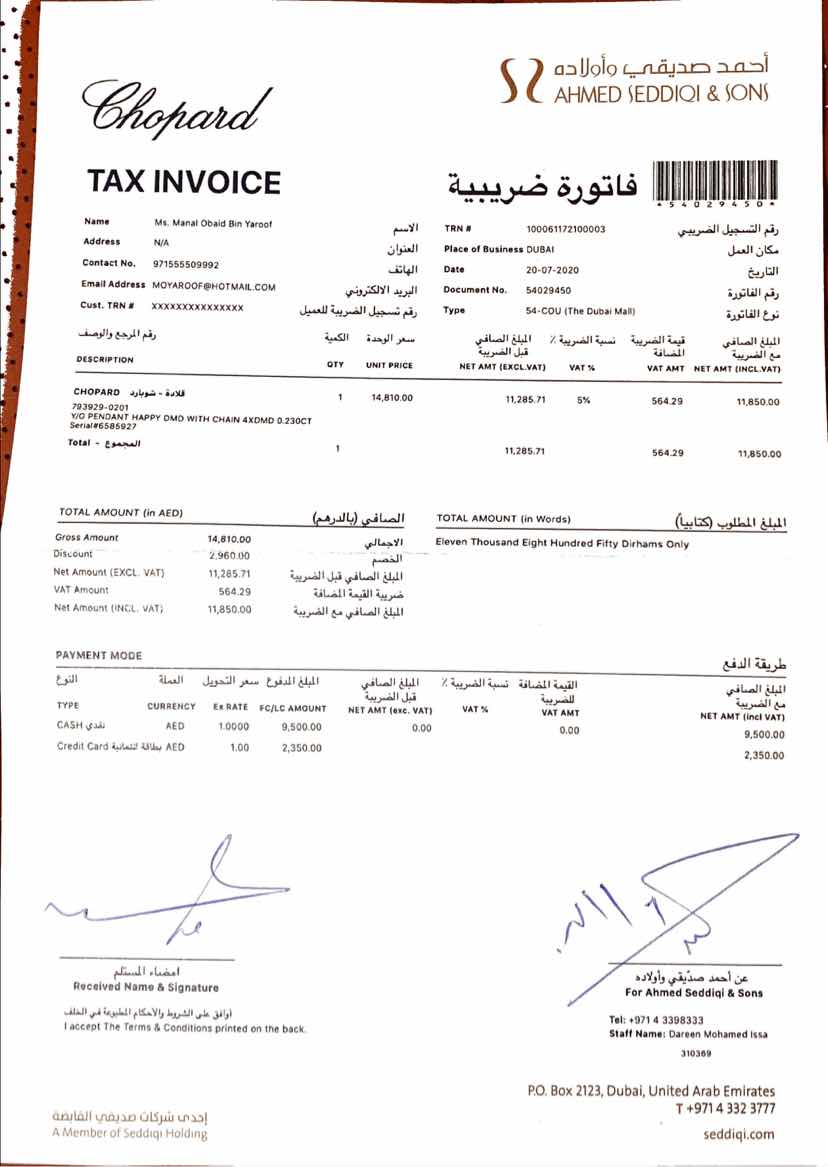 أحمد صديقي وأولاده
AHMED SEDDIQI & SONS
Chopard
TAX INVOICE
فاتورة ضريبية
*54029450*
Name Ms. Manal Obaid Bin Yaroof الاسم
Address N/A العنوان
Contact No. 971555509992 الهاتف
Email Address MOYAROOF@HOTMAIL.COM البريد الالكتروني
Cust. TRN # XXXXXXXXXXXXXXX رقم تسجيل الضريبة للعميل
TRN # 100061172100003 رقم التسجيل الضريبي
Place of Business DUBAI مكان العمل
Date 20-07-2020 التاريخ
Document No. 54029450 رقم الفاتورة
Type 54-COU (The Dubai Mall) نوع الفاتورة
رقم المرجع والوصف الكمية سعر الوحدة المبلغ الصافي قبل الضريبة نسبة الضريبة % قيمة الضريبة المضافة المبلغ الصافي مع الضريبة
DESCRIPTION QTY UNIT PRICE NET AMT (EXCL.VAT) VAT % VAT AMT NET AMT (INCL.VAT)
CHOPARD قلادة - شوبارد 1 14,810.00 11,285.71 5% 564.29 11,850.00
793929-0201
Y/G PENDANT HAPPY DMD WITH CHAIN 4XDMD 0.230CT
Serial#6585927
Total - المجموع 1 11,285.71 564.29 11,850.00
TOTAL AMOUNT (in AED) الصافي (بالدرهم)
Gross Amount 14,810.00 الاجمالي
Discount 2,960.00 الخصم
Net Amount (EXCL. VAT) 11,285.71 المبلغ الصافي قبل الضريبة
VAT Amount 564.29 ضريبة القيمة المضافة
Net Amount (INCL. VAT) 11,850.00 المبلغ الصافي مع الضريبة
TOTAL AMOUNT (in Words) المبلغ المطلوب (كتابياً)
Eleven Thousand Eight Hundred Fifty Dirhams Only
PAYMENT MODE طريقة الدفع
النوع العملة سعر التحويل المبلغ المدفوع المبلغ الصافي قبل الضريبة نسبة الضريبة % القيمة المضافة للضريبة المبلغ الصافي مع الضريبة
TYPE CURRENCY Ex RATE FC/LC AMOUNT NET AMT (exc. VAT) VAT % VAT AMT NET AMT (incl VAT)
CASH نقدي AED 1.0000 9,500.00 0.00 0.00 9,500.00
Credit Card بطاقة ائتمانية AED 1.00 2,350.00 2,350.00
امضاء المستلم
Received Name & Signature
أوافق على الشروط والأحكام المطبوعة في الخلف
I accept The Terms & Conditions printed on the back.
عن أحمد صدّيقي وأولاده
For Ahmed Seddiqi & Sons
Tel: +971 4 3398333
Staff Name: Dareen Mohamed Issa
310369
P.O. Box 2123, Dubai, United Arab Emirates
T +971 4 332 3777
seddiqi.com
إحدى شركات صديقي القابضة
A Member of Seddiqi Holding